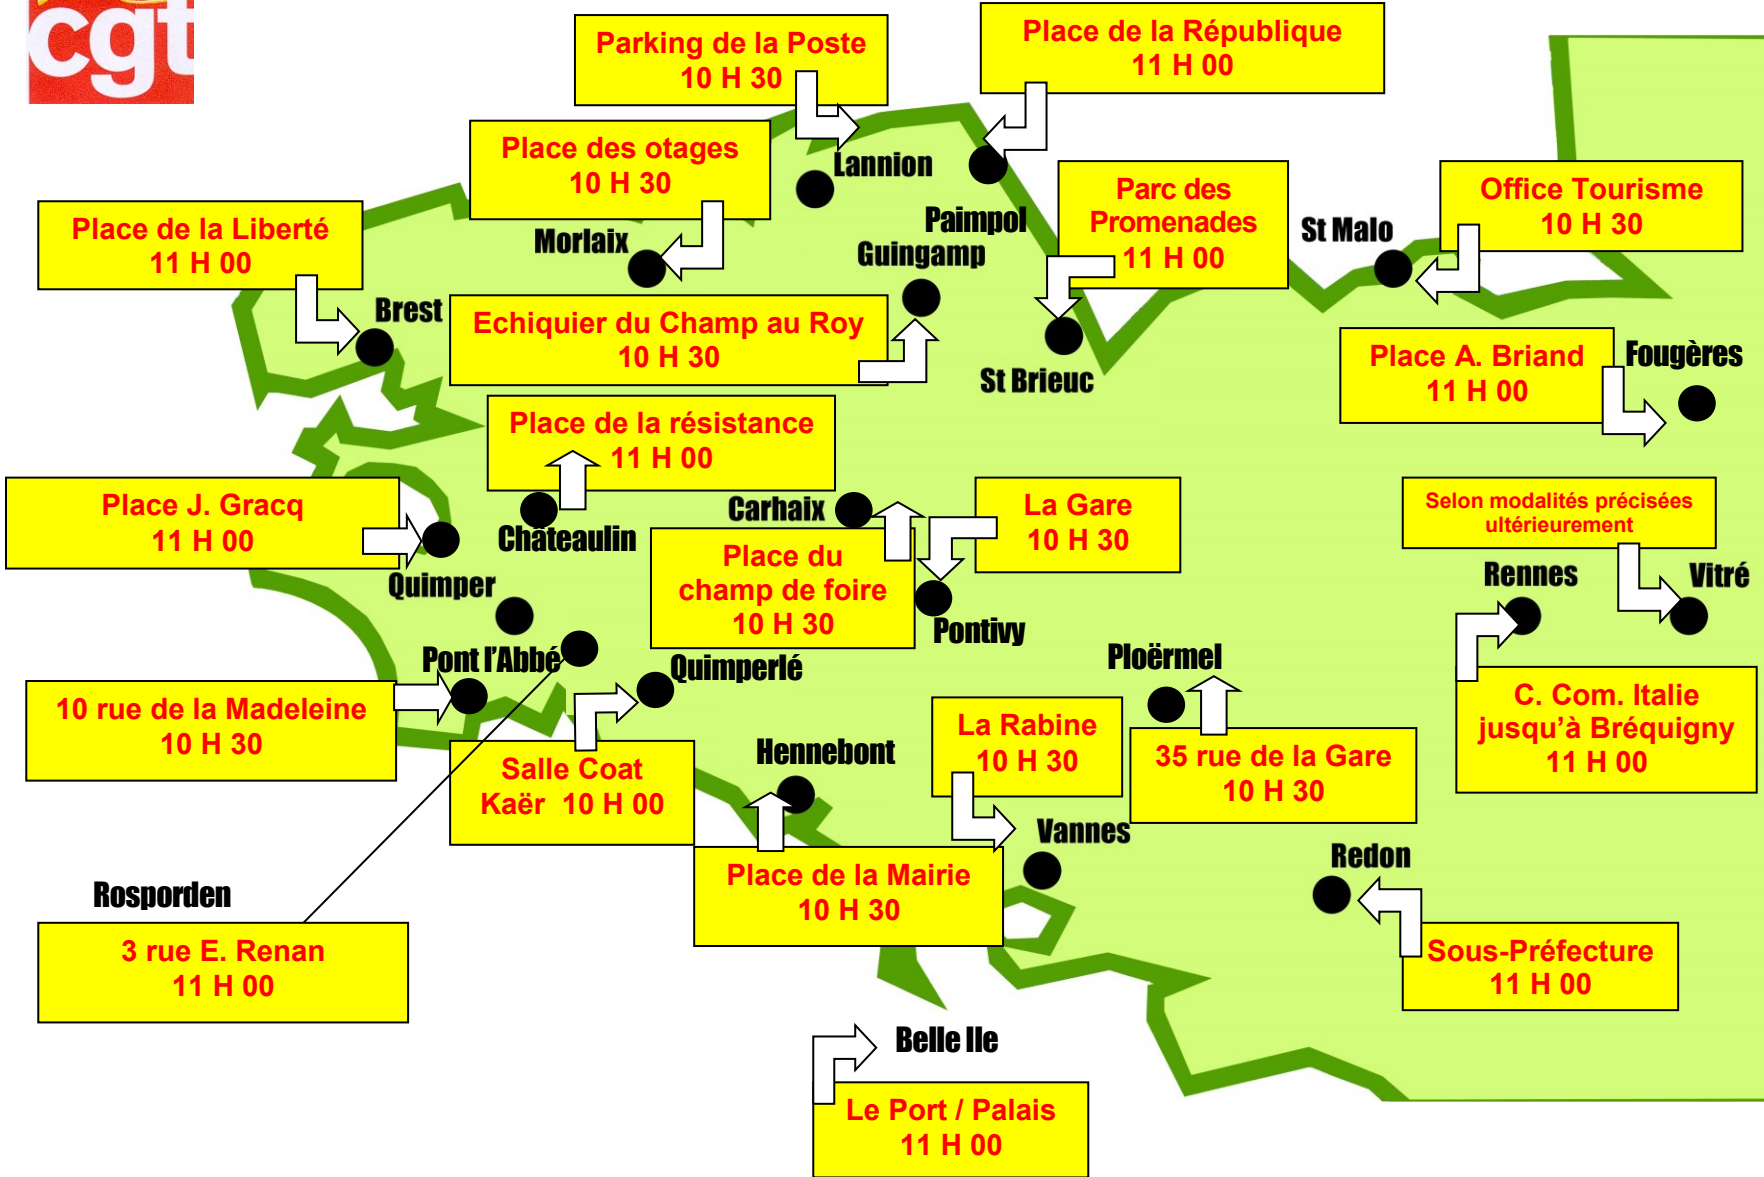 cgt
Parking de la Poste
10 H 30
Place de la République
11 H 00
Place des otages
10 H 30
Lannion
Parc des
Promenades
11 H 00
Office Tourisme
10 H 30
Place de la Liberté
11 H 00
Morlaix
Paimpol
Guingamp
St Malo
Brest
Echiquier du Champ au Roy
10 H 30
St Brieuc
Place A. Briand
11 H 00
Fougères
Place de la résistance
11 H 00
Place J. Gracq
11 H 00
Châteaulin
Carhaix
La Gare
10 H 30
Selon modalités précisées
ultérieurement
Place du
champ de foire
10 H 30
Quimper
Rennes
Vitré
Pontivy
Pont l'Abbé
Quimperlé
Ploërmel
10 rue de la Madeleine
10 H 30
Salle Coat
Kaër 10 H 00
Hennebont
La Rabine
10 H 30
35 rue de la Gare
10 H 30
C. Com. Italie
jusqu'à Bréquigny
11 H 00
Vannes
Redon
Place de la Mairie
10 H 30
Rosporden
3 rue E. Renan
11 H 00
Sous-Préfecture
11 H 00
Belle Ile
Le Port / Palais
11 H 00